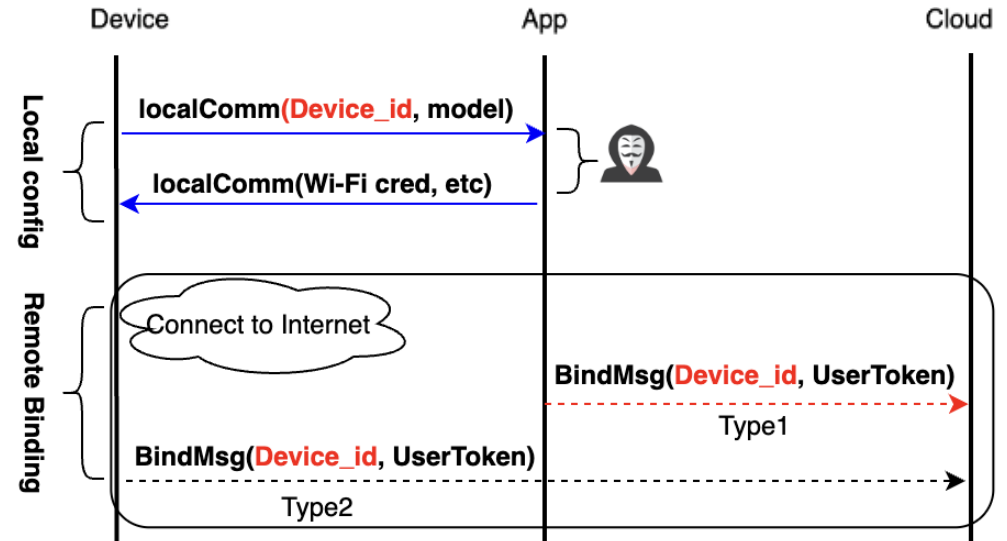 Device
App
Cloud
Local config
localComm(Device_id, model)
localComm(Wi-Fi cred, etc)
Remote Binding
Connect to Internet
BindMsg(Device_id, UserToken)
Type1
BindMsg(Device_id, UserToken)
Type2